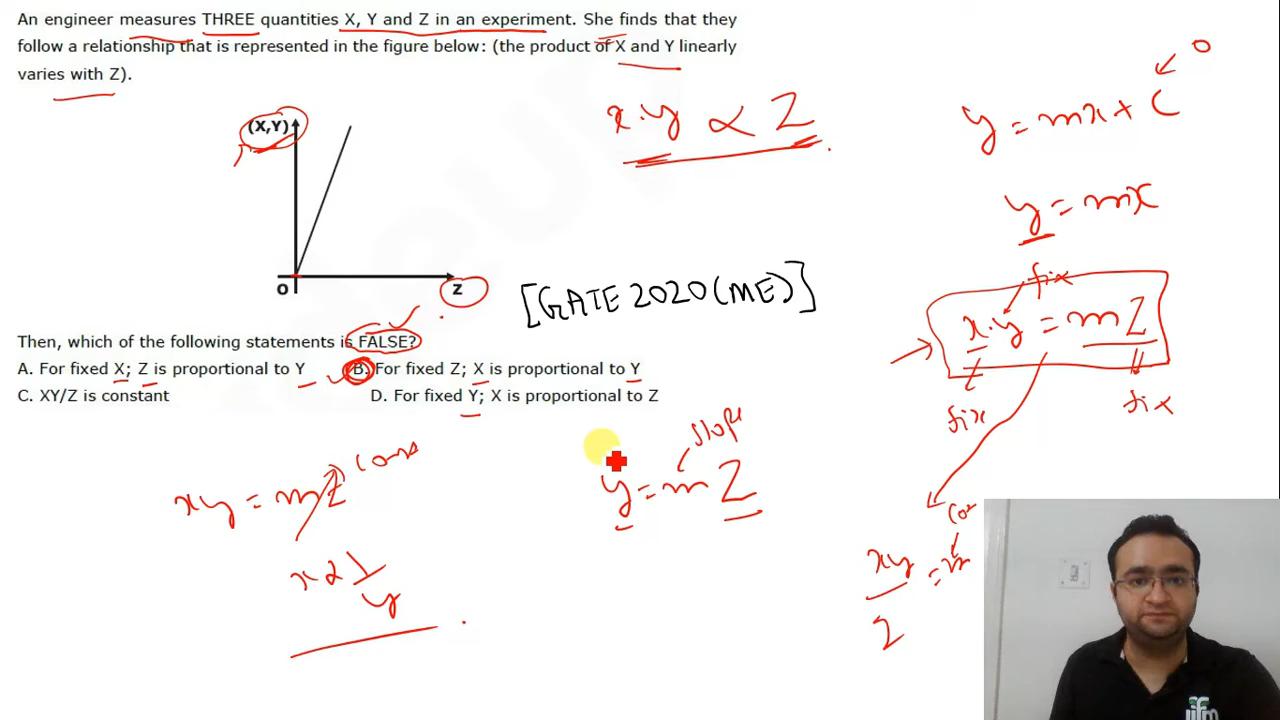 An engineer measures THREE quantities X, Y and Z in an experiment. She finds that they
follow a relationship that is represented in the figure below: (the product of X and Y linearly
varies with Z).
x.y ∝ Z
0
y = mx + C
y = mx
(X,Y)
O
Z
[GATE 2020 (ME)]
fix
x.y = mZ
fix
fix
Then, which of the following statements is FALSE?
A. For fixed X; Z is proportional to Y
B. For fixed Z; X is proportional to Y
C. XY/Z is constant
D. For fixed Y; X is proportional to Z
xy = mZ
x ∝ 1/y
slope
y = m Z
xy/Z = m